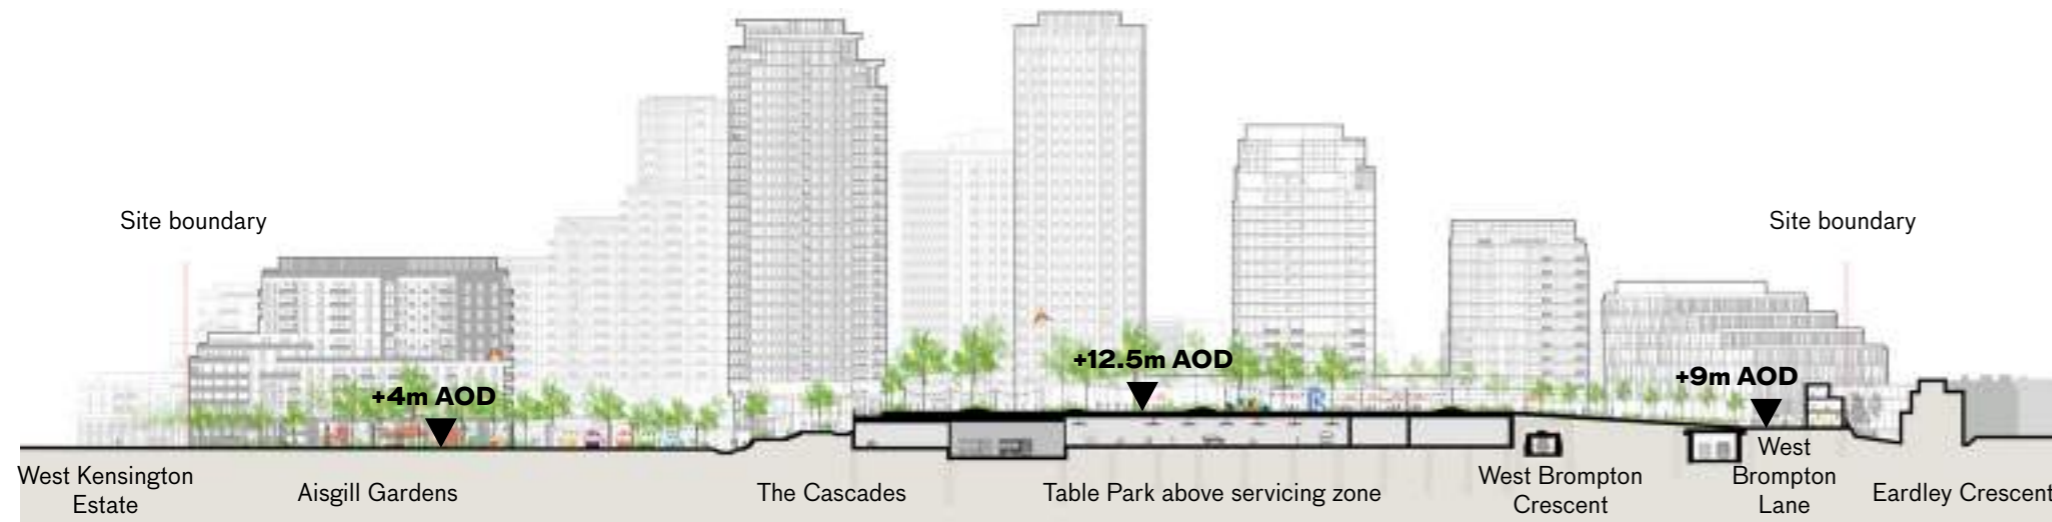 Site boundary
Site boundary
+12.5m AOD
+9m AOD
+4m AOD
West Kensington
Estate
Aisgill Gardens
The Cascades
Table Park above servicing zone
West Brompton
Crescent
West
Brompton
Lane
Eardley Crescent